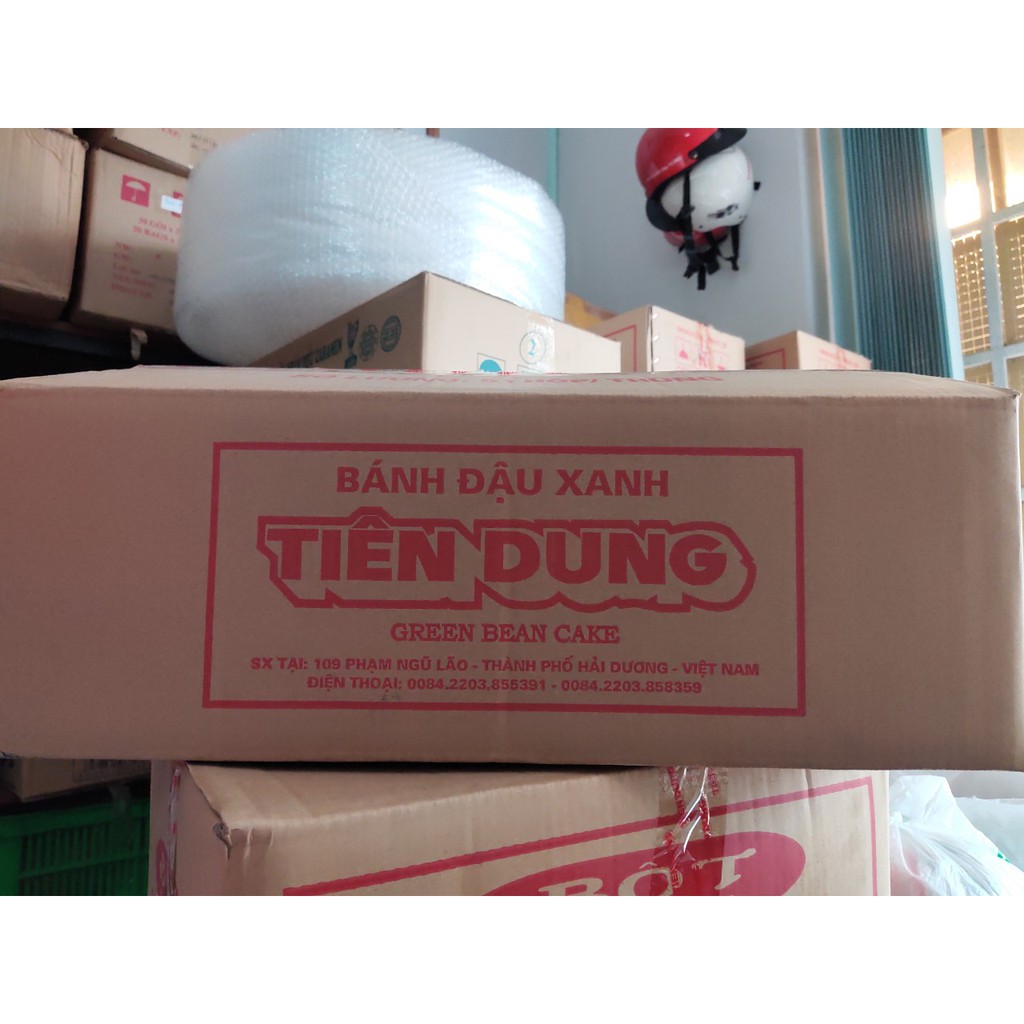 BÁNH ĐẬU XANH
TIÊN DUNG
GREEN BEAN CAKE
SX TẠI: 109 PHẠM NGŨ LÃO - THÀNH PHỐ HẢI DƯƠNG - VIỆT NAM
ĐIỆN THOẠI: 0084.2203.855391 - 0084.2203.858359
BỘT